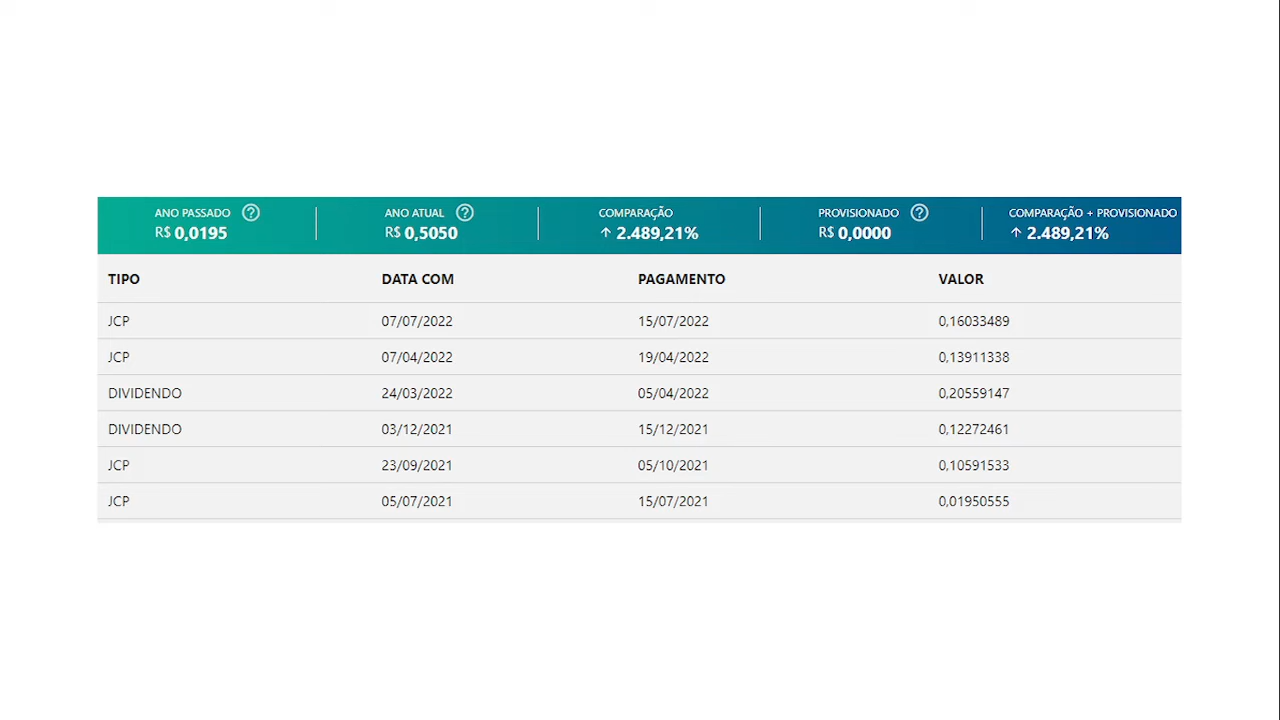 ANO PASSADO ? ANO ATUAL ? COMPARAÇÃO PROVISIONADO ? COMPARAÇÃO + PROVISIONADO
R$ 0,0195 R$ 0,5050 ↑ 2.489,21% R$ 0,0000 ↑ 2.489,21%
TIPO DATA COM PAGAMENTO VALOR
JCP 07/07/2022 15/07/2022 0,16033489
JCP 07/04/2022 19/04/2022 0,13911338
DIVIDENDO 24/03/2022 05/04/2022 0,20559147
DIVIDENDO 03/12/2021 15/12/2021 0,12272461
JCP 23/09/2021 05/10/2021 0,10591533
JCP 05/07/2021 15/07/2021 0,01950555